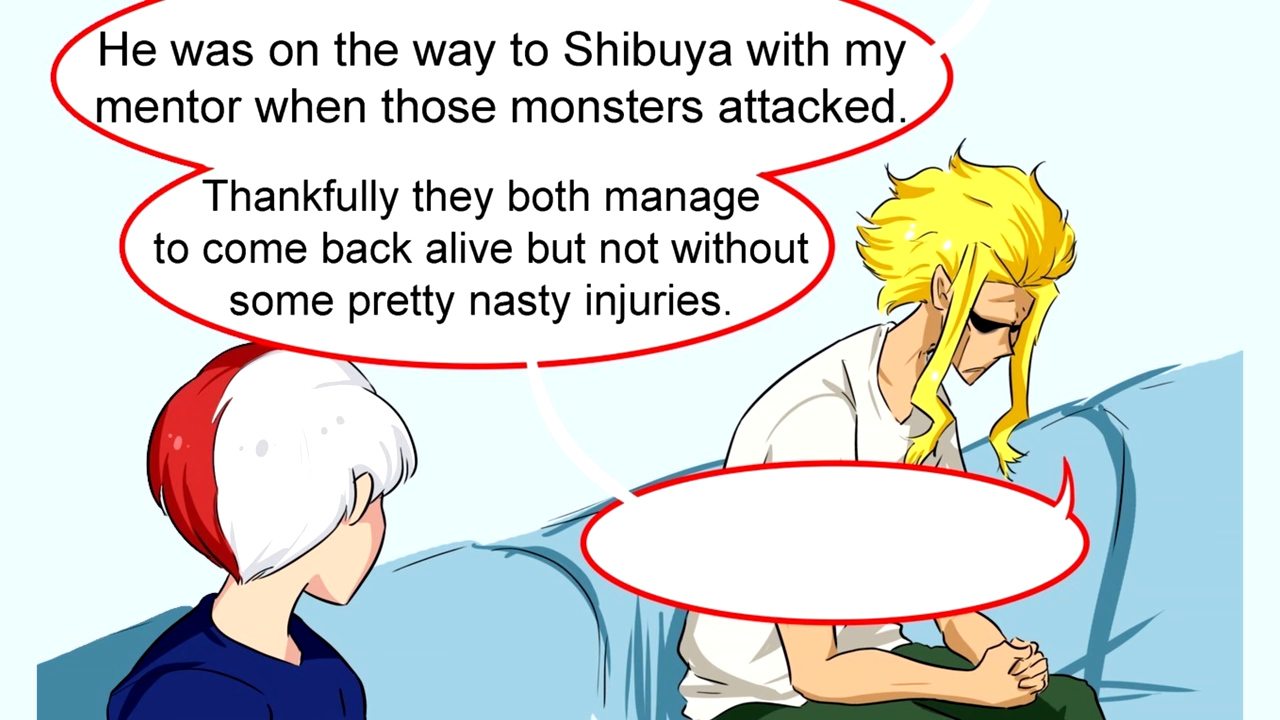 He was on the way to Shibuya with my
mentor when those monsters attacked.
Thankfully they both manage
to come back alive but not without
some pretty nasty injuries.